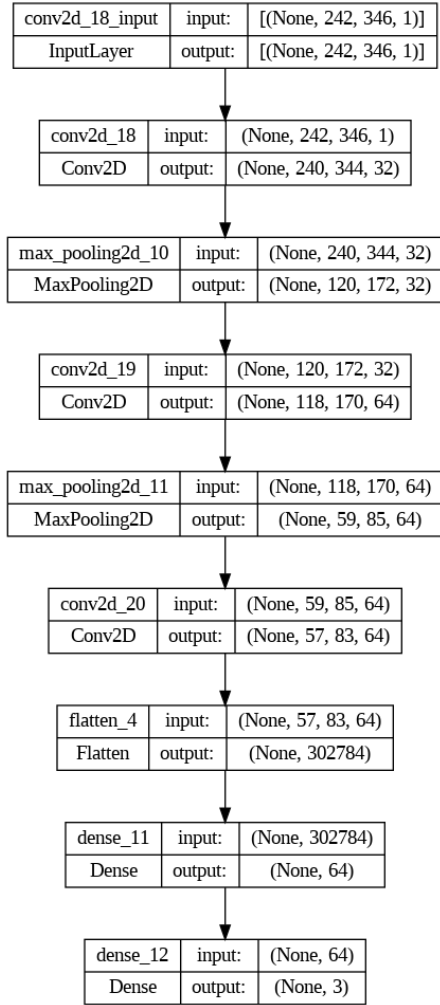 conv2d_18_input input: [(None, 242, 346, 1)]
InputLayer output: [(None, 242, 346, 1)]
conv2d_18 input: (None, 242, 346, 1)
Conv2D output: (None, 240, 344, 32)
max_pooling2d_10 input: (None, 240, 344, 32)
MaxPooling2D output: (None, 120, 172, 32)
conv2d_19 input: (None, 120, 172, 32)
Conv2D output: (None, 118, 170, 64)
max_pooling2d_11 input: (None, 118, 170, 64)
MaxPooling2D output: (None, 59, 85, 64)
conv2d_20 input: (None, 59, 85, 64)
Conv2D output: (None, 57, 83, 64)
flatten_4 input: (None, 57, 83, 64)
Flatten output: (None, 302784)
dense_11 input: (None, 302784)
Dense output: (None, 64)
dense_12 input: (None, 64)
Dense output: (None, 3)